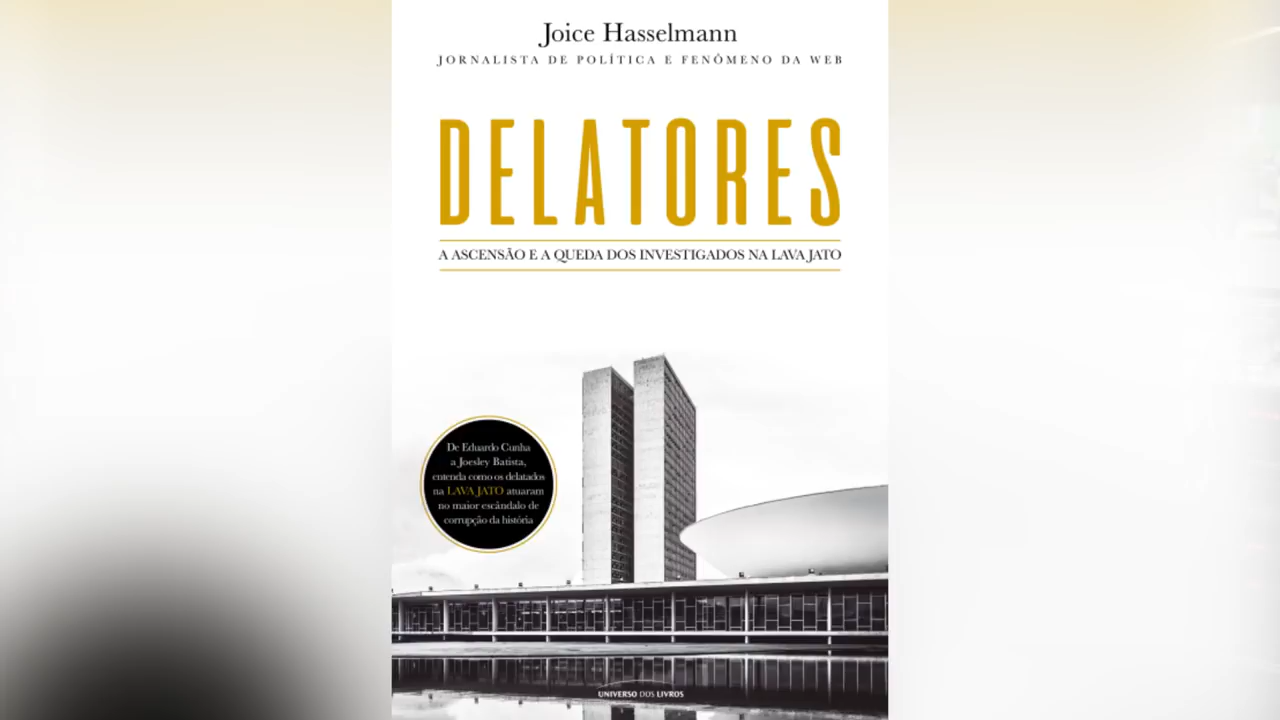 Joice Hasselmann
JORNALISTA DE POLÍTICA E FENÔMENO DA WEB
DELATORES
A ASCENSÃO E A QUEDA DOS INVESTIGADOS NA LAVA JATO
De Eduardo Cunha
a Joesley Batista,
entenda como os delatados
na LAVA JATO atuaram
no maior escândalo de
corrupção da história
UNIVERSO DOS LIVROS